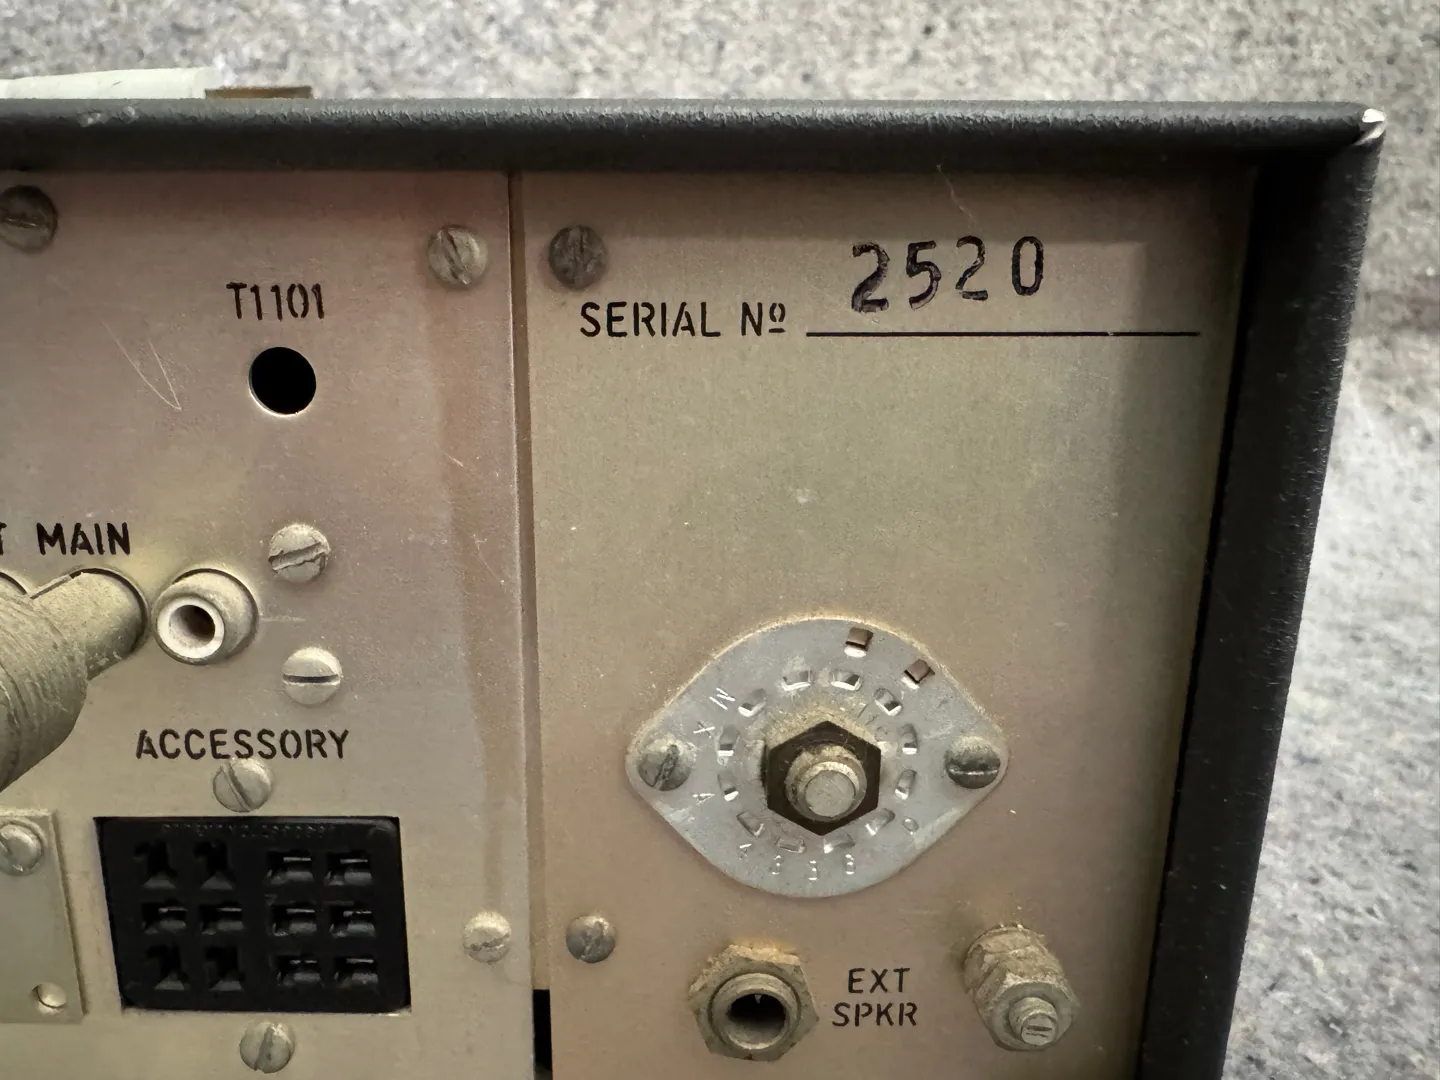 2520
SERIAL Nº
T1101
MAIN
ACCESSORY
EXT
SPKR